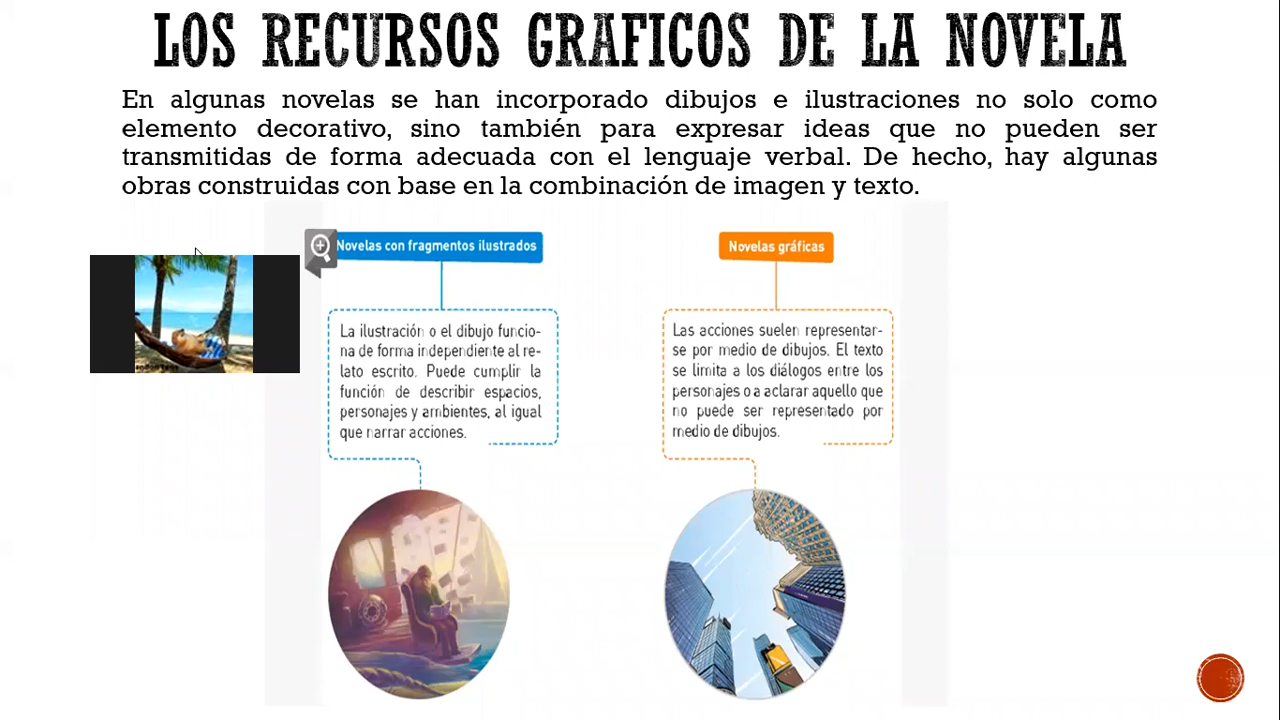 LOS RECURSOS GRAFICOS DE LA NOVELA
En algunas novelas se han incorporado dibujos e ilustraciones no solo como
elemento decorativo, sino también para expresar ideas que no pueden ser
transmitidas de forma adecuada con el lenguaje verbal. De hecho, hay algunas
obras construidas con base en la combinación de imagen y texto.
Novelas con fragmentos ilustrados
La ilustración o el dibujo funcio-
na de forma independiente al re-
lato escrito. Puede cumplir la
función de describir espacios,
personajes y ambientes, al igual
que narrar acciones.
Novelas gráficas
Las acciones suelen representar-
se por medio de dibujos. El texto
se limita a los diálogos entre los
personajes o a aclarar aquello que
no puede ser representado por
medio de dibujos.